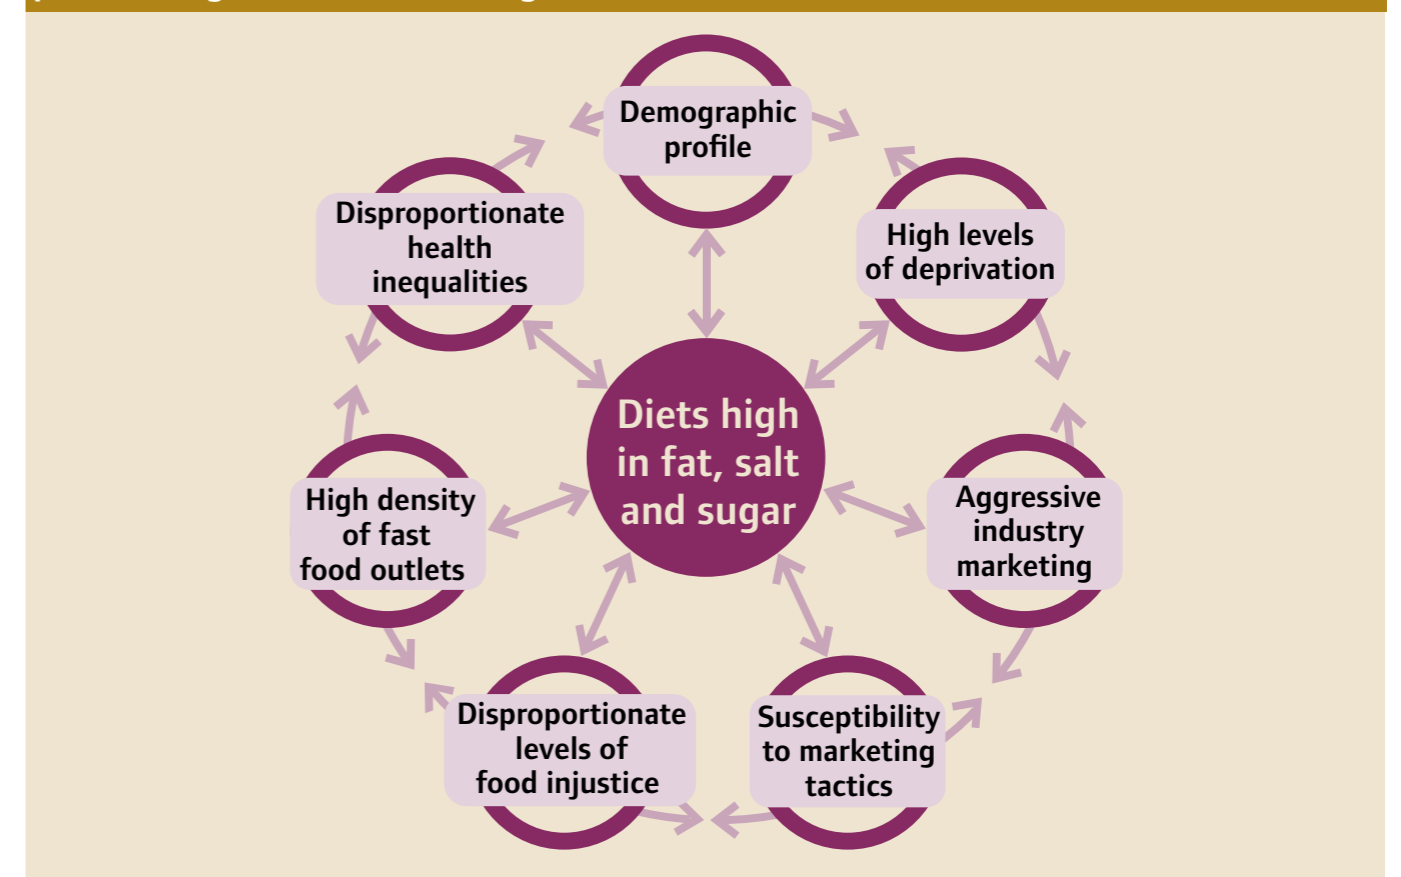 Demographic
profile
High levels
of deprivation
Aggressive
industry
marketing
Susceptibility
to marketing
tactics
Disproportionate
levels of
food injustice
High density
of fast
food outlets
Disproportionate
health
inequalities
Diets high
in fat, salt
and sugar